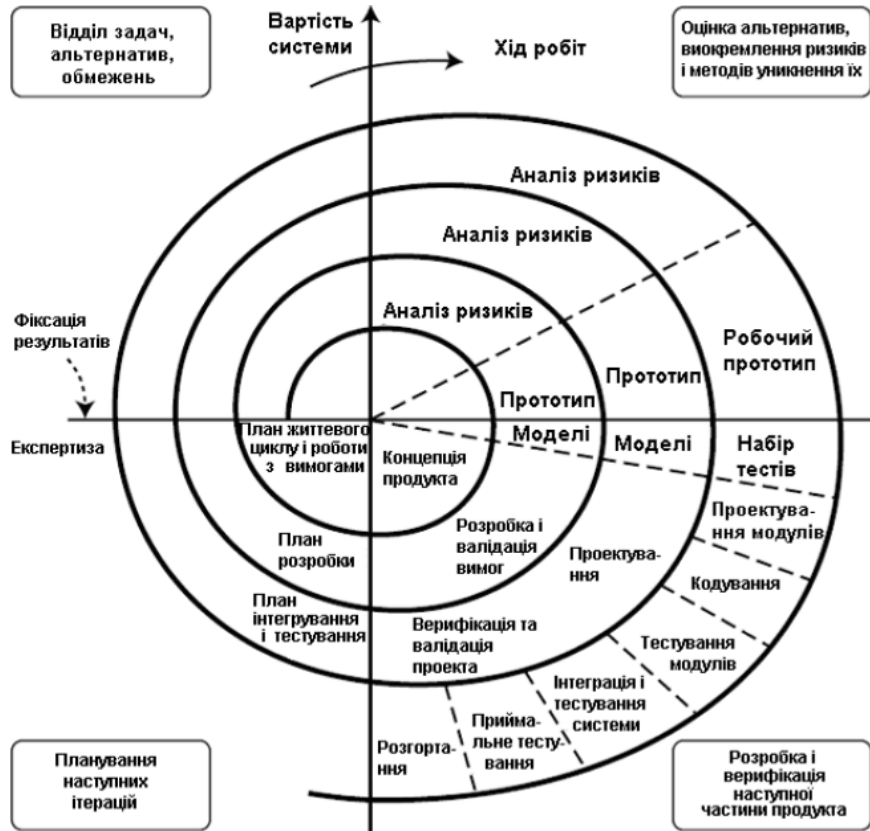 Відділ задач,
альтернатив,
обмежень
Вартість
системи
Хід робіт
Оцінка альтернатив,
виокремлення ризиків
і методів уникнення їх
Аналіз ризиків
Аналіз ризиків
Аналіз ризиків
Фіксація
результатів
Експертиза
Робочий
прототип
Прототип
Прототип
Моделі
Моделі
Набір
тестів
План життєвого
циклу і роботи
з вимогами
Концепція
продукта
План
розробки
Розробка і
валідація
вимог
Проектува-
ння
Проектува-
ння модулів
Кодування
Тестування
модулів
План
інтегрування
і тестування
Верифікація та
валідація
проекта
Інтеграція і
тестування
системи
Прийма-
льне тесту-
вання
Розгорта-
ння
Планування
наступних
ітерацій
Розробка і
верифікація
наступної
частини продукта